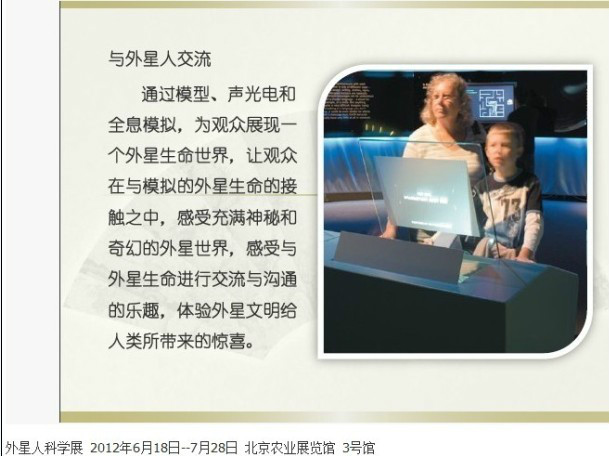 与外星人交流
通过模型、声光电和
全息模拟，为观众展现一
个外星生命世界，让观众
在与模拟的外星生命的接
触之中，感受充满神秘和
奇幻的外星世界，感受与
外星生命进行交流与沟通
的乐趣，体验外星文明给
人类所带来的惊喜。
外星人科学展 2012年6月18日--7月28日 北京农业展览馆 3号馆